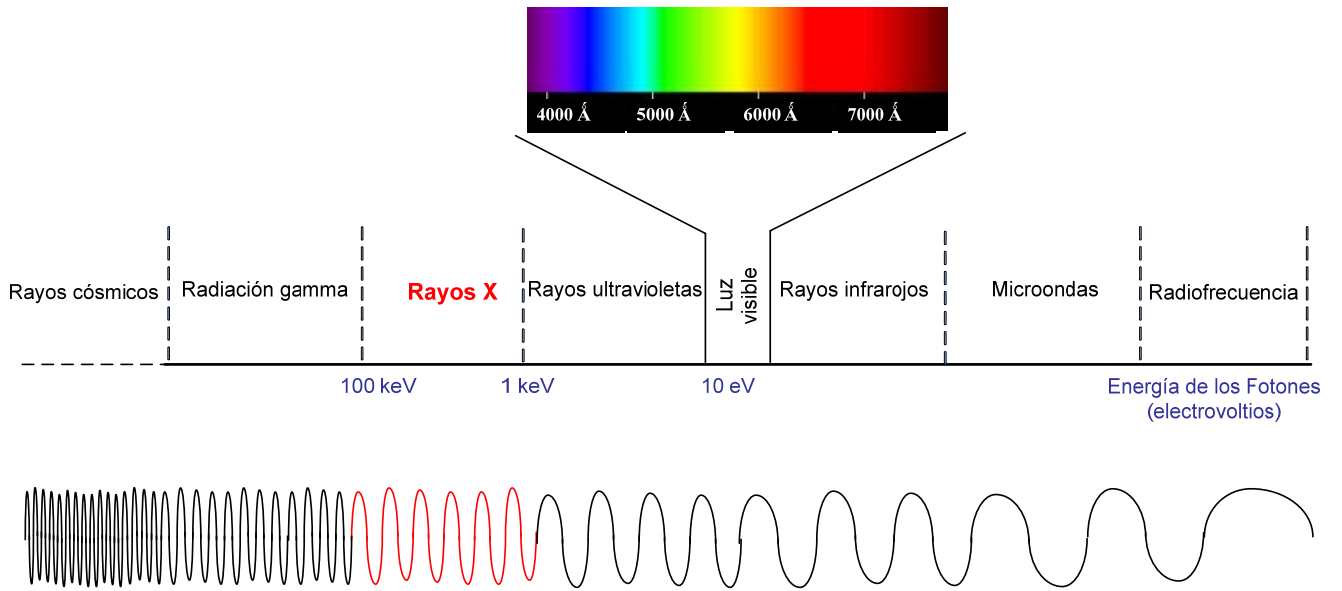 4000 Å
5000 Å
6000 Å
7000 Å
Rayos cósmicos
Radiación gamma
Rayos X
Rayos ultravioletas
Luz
visible
Rayos infrarojos
Microondas
Radiofrecuencia
100 keV
1 keV
10 eV
Energía de los Fotones
(electrovoltios)